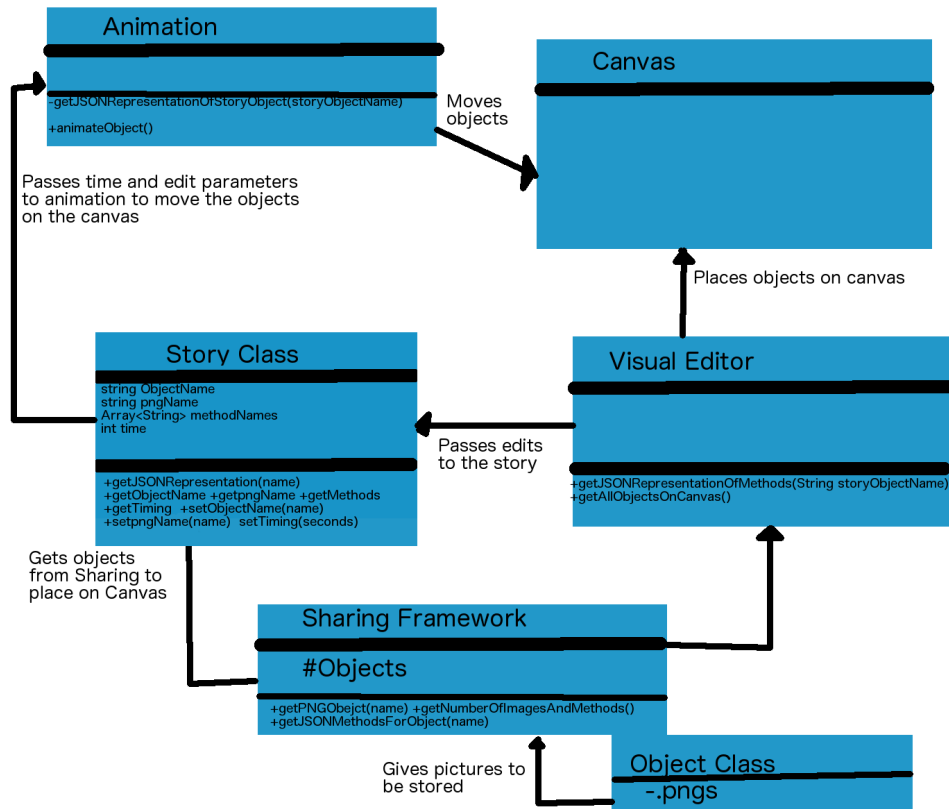 Animation
-getJSONRepresentationOfStoryObject(storyObjectName)
+animateObject()
Canvas
Moves
objects
Passes time and edit parameters
to animation to move the objects
on the canvas
Places objects on canvas
Story Class
string ObjectName
string pngName
Array<String> methodNames
int time
+getJSONRepresentation(name)
+getObjectName +getpngName +getMethods
+getTiming +setObjectName(name)
+setpngName(name) setTiming(seconds)
Visual Editor
+getJSONRepresentationOfMethods(String storyObjectName)
+getAllObjectsOnCanvas()
Passes edits
to the story
Gets objects
from Sharing to
place on Canvas
Sharing Framework
#Objects
+getPNGObejct(name) +getNumberOfImagesAndMethods()
+getJSONMethodsForObject(name)
Gives pictures to
be stored
Object Class
-.pngs